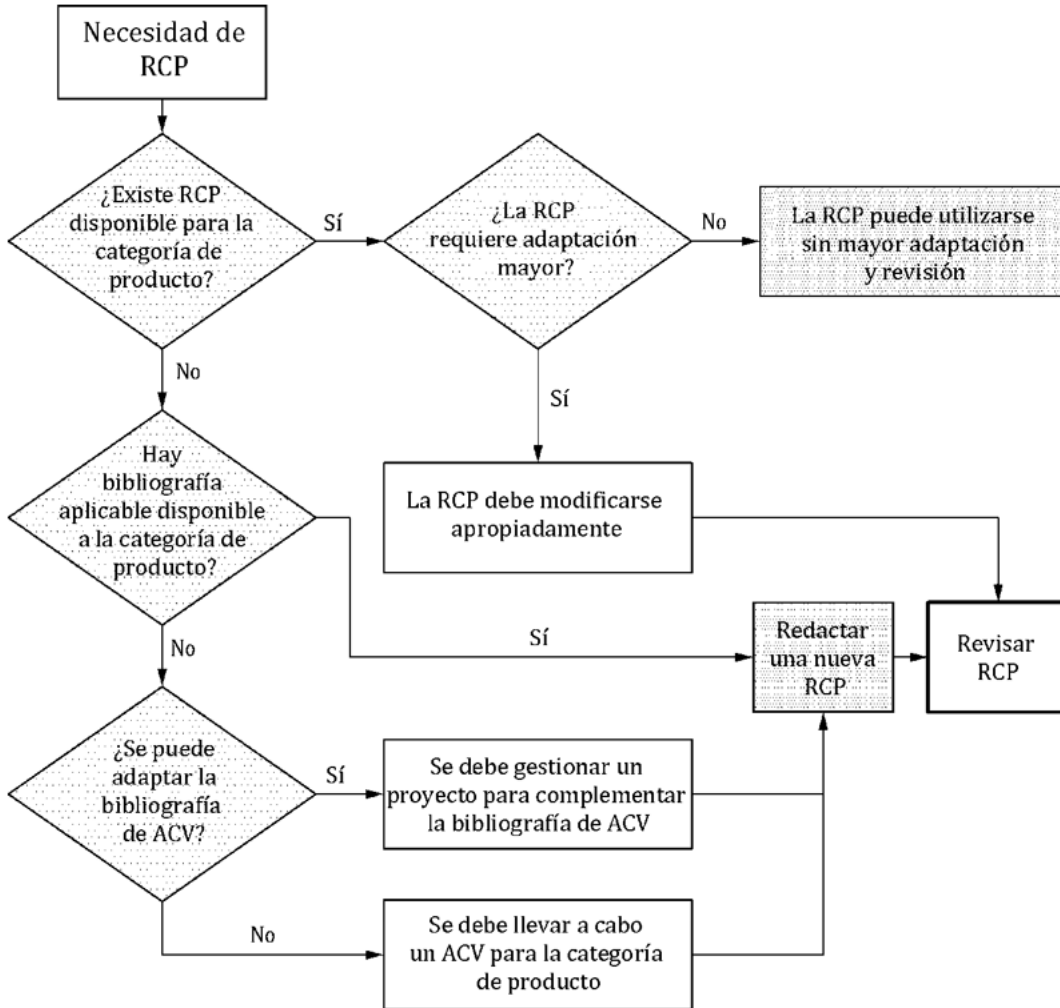 Necesidad de
RCP
¿Existe RCP
disponible para la
categoría de
producto?
Sí
¿La RCP
requiere adaptación
mayor?
No
La RCP puede utilizarse
sin mayor adaptación
y revisión
No
Sí
Hay
bibliografía
aplicable disponible
a la categoría de
producto?
La RCP debe modificarse
apropiadamente
Sí
Redactar
una nueva
RCP
Revisar
RCP
No
¿Se puede
adaptar la
bibliografía
de ACV?
Sí
Se debe gestionar un
proyecto para complementar
la bibliografía de ACV
No
Se debe llevar a cabo
un ACV para la categoría
de producto